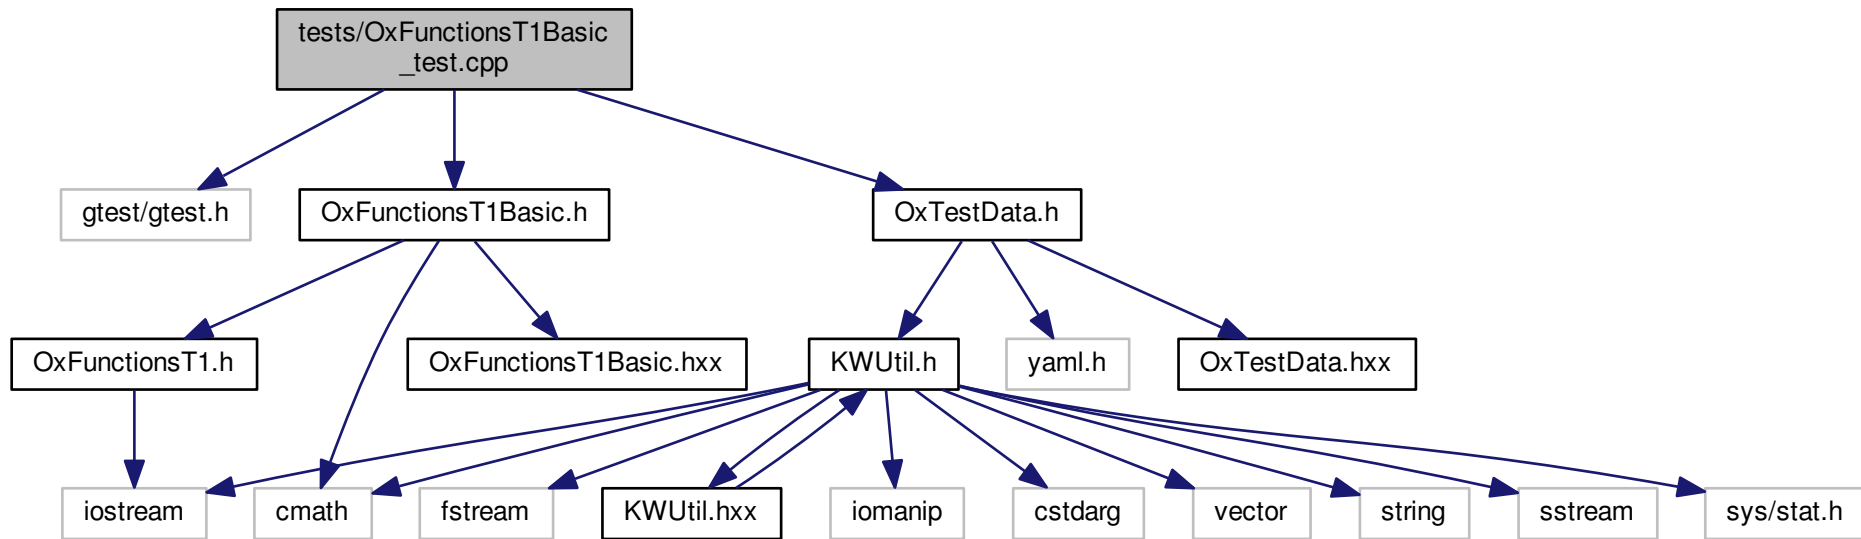 tests/OxFunctionsT1Basic
_test.cpp
gtest/gtest.h
OxFunctionsT1Basic.h
OxTestData.h
OxFunctionsT1.h
OxFunctionsT1Basic.hxx
KWUtil.h
yaml.h
OxTestData.hxx
iostream
cmath
fstream
KWUtil.hxx
iomanip
cstdarg
vector
string
sstream
sys/stat.h